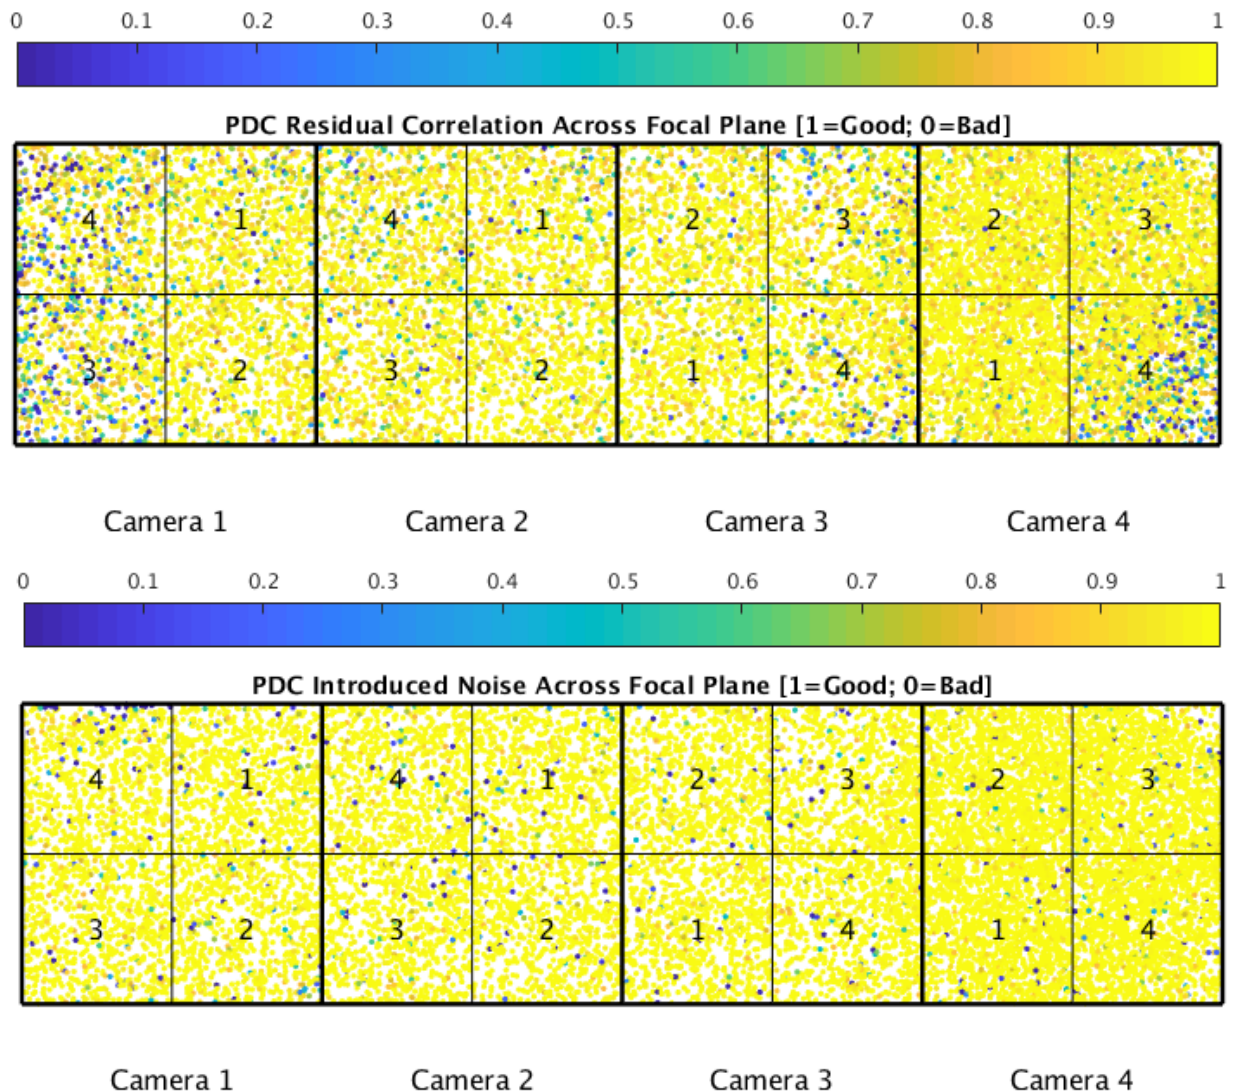 0 0.1 0.2 0.3 0.4 0.5 0.6 0.7 0.8 0.9 1
PDC Residual Correlation Across Focal Plane [1=Good; 0=Bad]
4 1 4 1 2 3 2 3
3 2 3 2 1 4 1 4
Camera 1 Camera 2 Camera 3 Camera 4
0 0.1 0.2 0.3 0.4 0.5 0.6 0.7 0.8 0.9 1
PDC Introduced Noise Across Focal Plane [1=Good; 0=Bad]
4 1 4 1 2 3 2 3
3 2 3 2 1 4 1 4
Camera 1 Camera 2 Camera 3 Camera 4